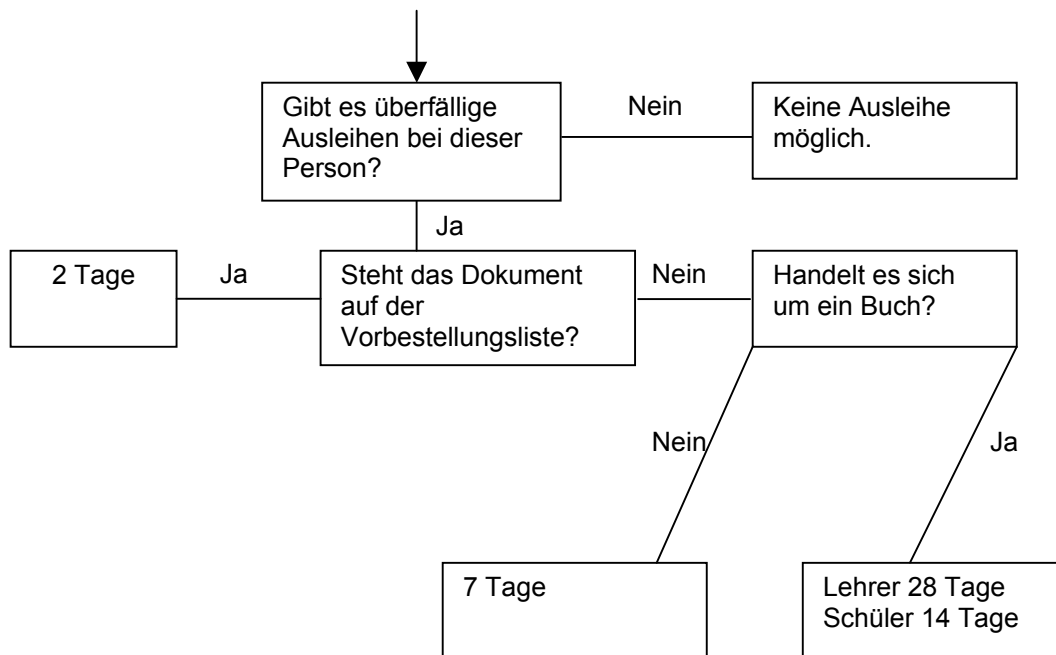 Gibt es überfällige
Ausleihen bei dieser
Person?
Nein
Keine Ausleihe
möglich.
Ja
2 Tage
Ja
Steht das Dokument
auf der
Vorbestellungsliste?
Nein
Handelt es sich
um ein Buch?
Nein
Ja
7 Tage
Lehrer 28 Tage
Schüler 14 Tage